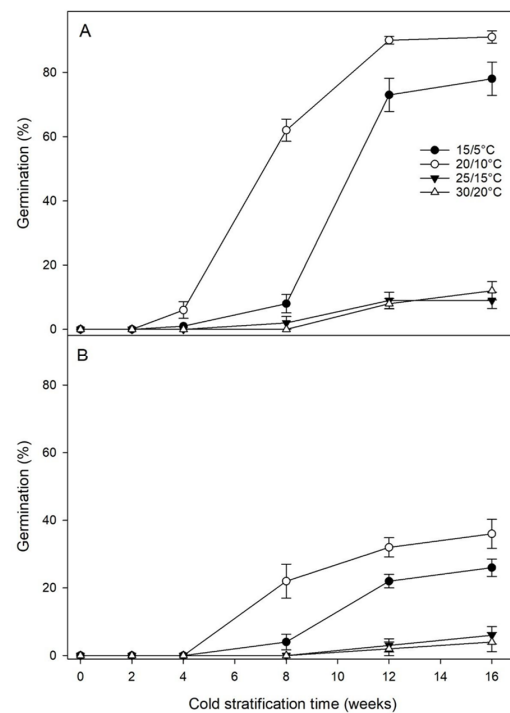 A
80
60
40
20
0
Germination (%)
15/5°C
20/10°C
25/15°C
30/20°C
B
80
60
40
20
0
Germination (%)
0 2 4 6 8 10 12 14 16
Cold stratification time (weeks)